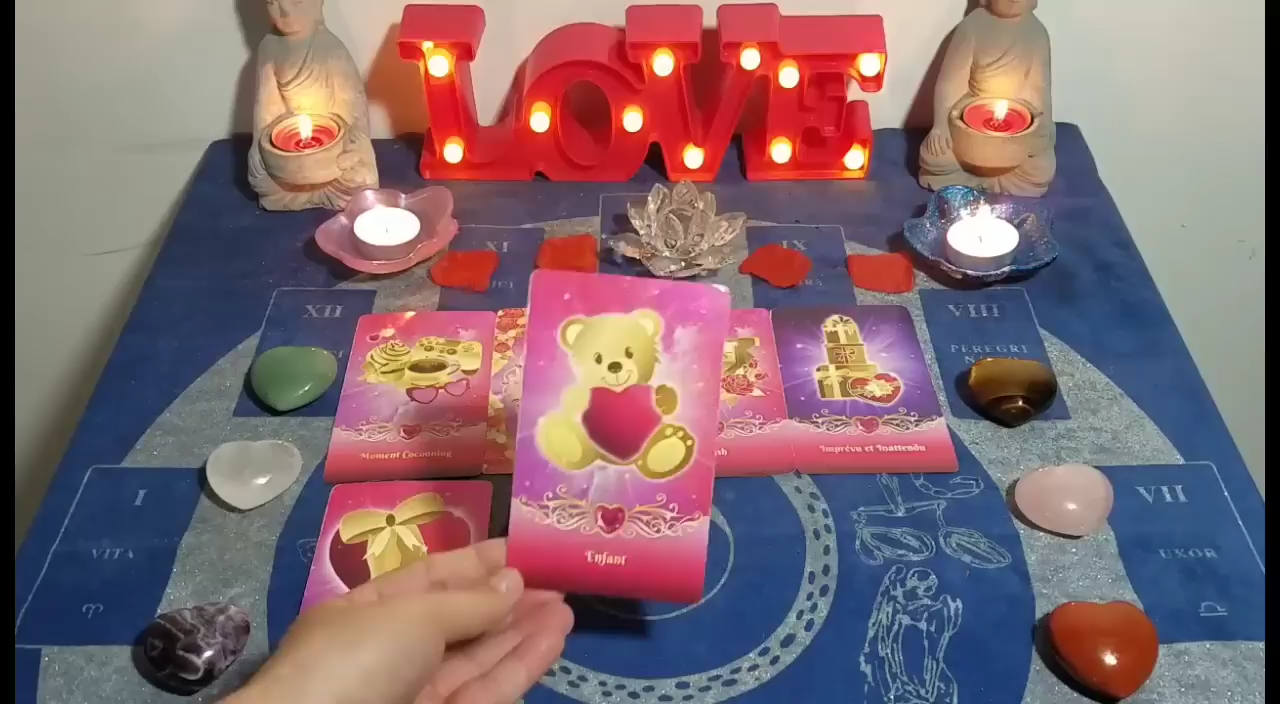 LOVE
XI
IX
XII
VIII
PEREGRI
Moment Cocooning
Imprévu et Inattendu
Enfant
I
VITA
VII
UXOR